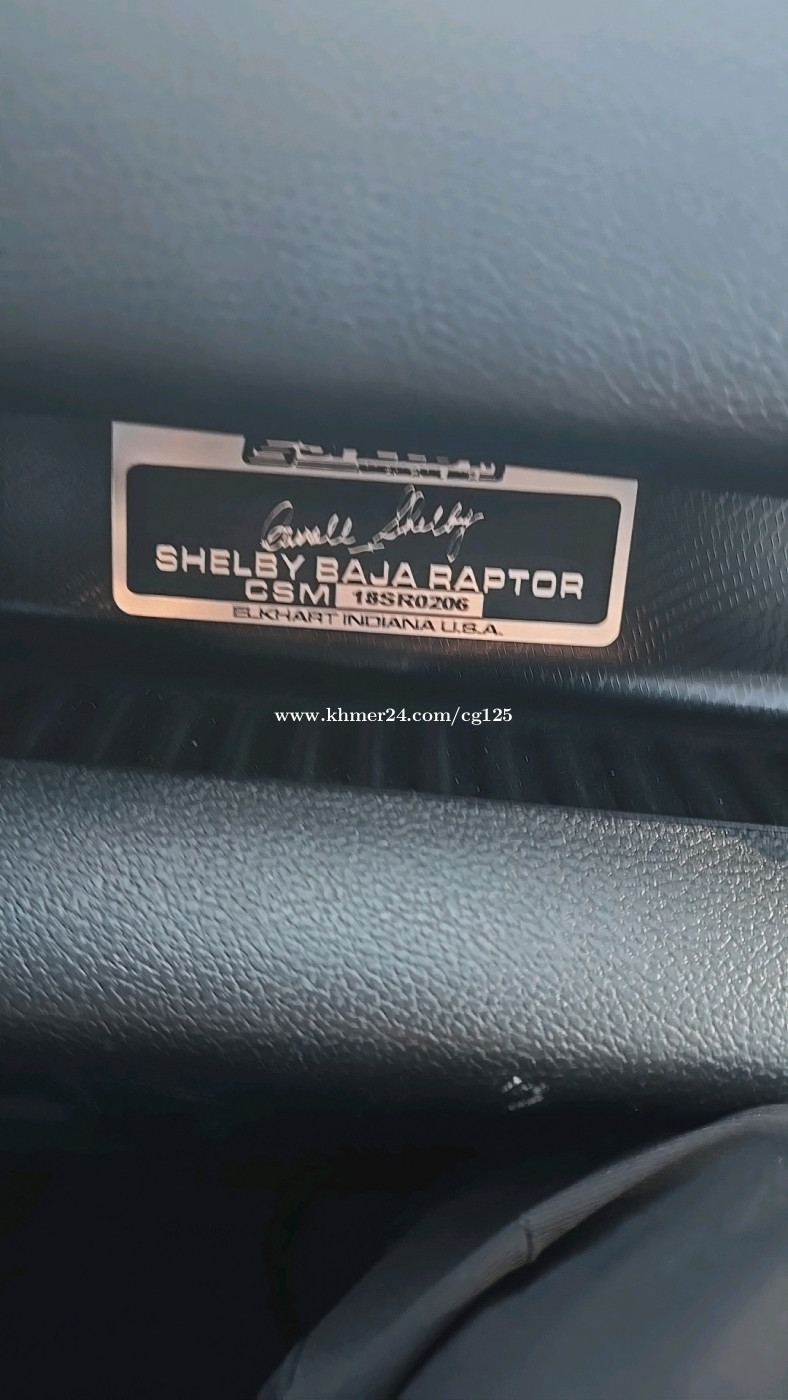 Carroll Shelby
SHELBY BAJA RAPTOR
CSM 18SR0206
ELKHART INDIANA U.S.A.
www.khmer24.com/cg125